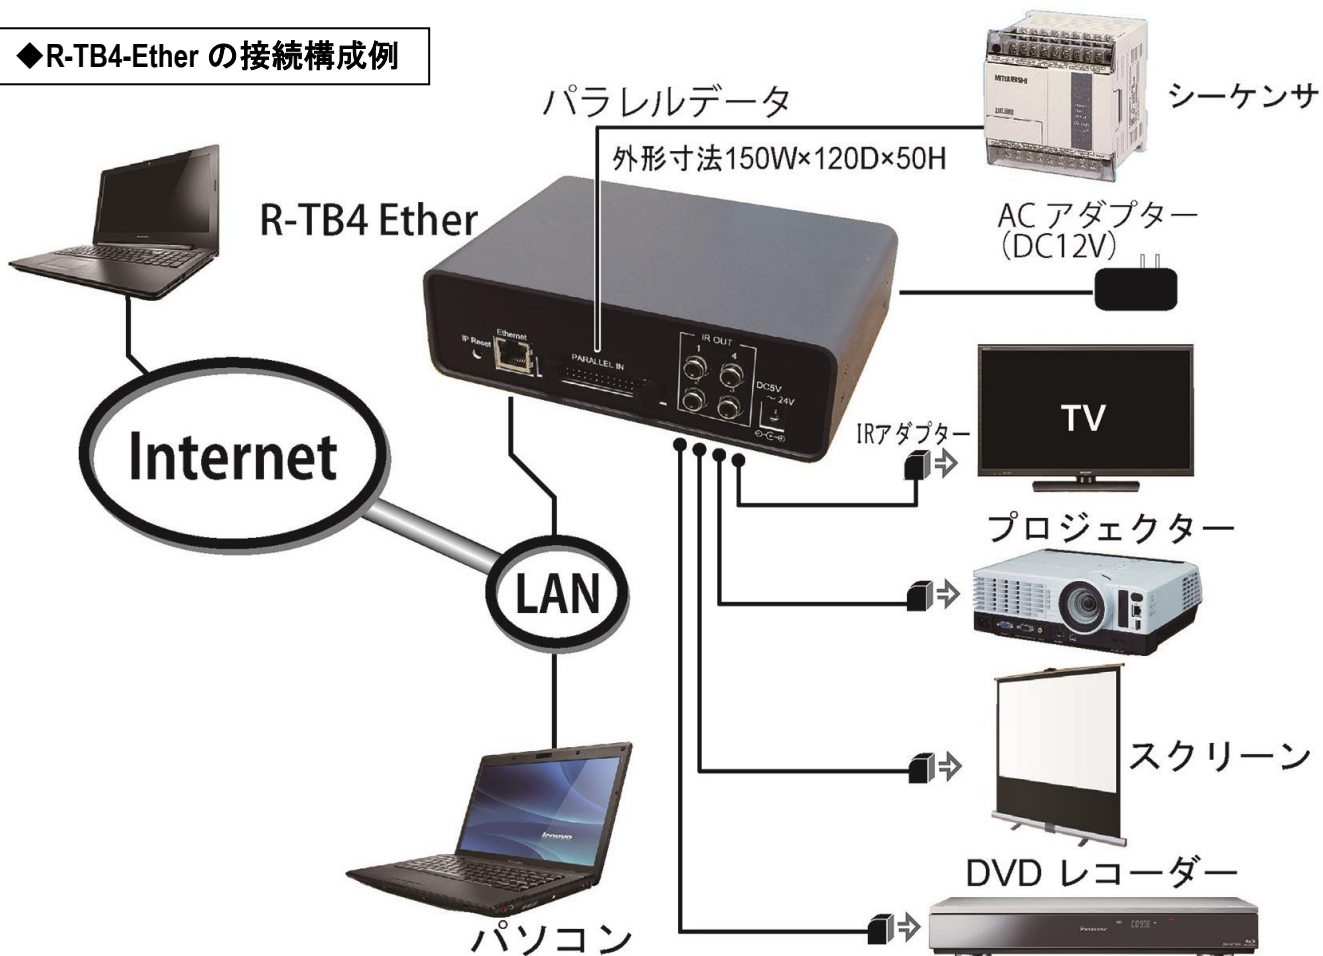 ◆R-TB4-Ether の接続構成例
パラレルデータ
シーケンサ
MITSUBISHI
外形寸法150W×120D×50H
R-TB4 Ether
AC アダプター
(DC12V)
IP Reset
Ethernet
PARALLEL IN
IR OUT
1
4
2
3
DC5V
～24V
IRアダプター
TV
Internet
プロジェクター
LAN
スクリーン
lenovo
DVD レコーダー
Panasonic
パソコン